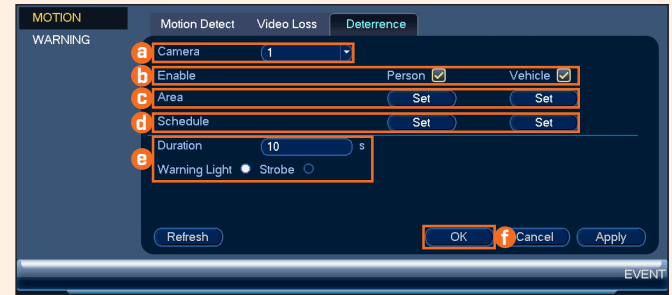 MOTION
WARNING
Motion Detect Video Loss Deterrence
a Camera 1
b Enable Person Vehicle
c Area Set Set
d Schedule Set Set
e
Duration 10 s
Warning Light Strobe
Refresh OK f Cancel Apply
EVENT